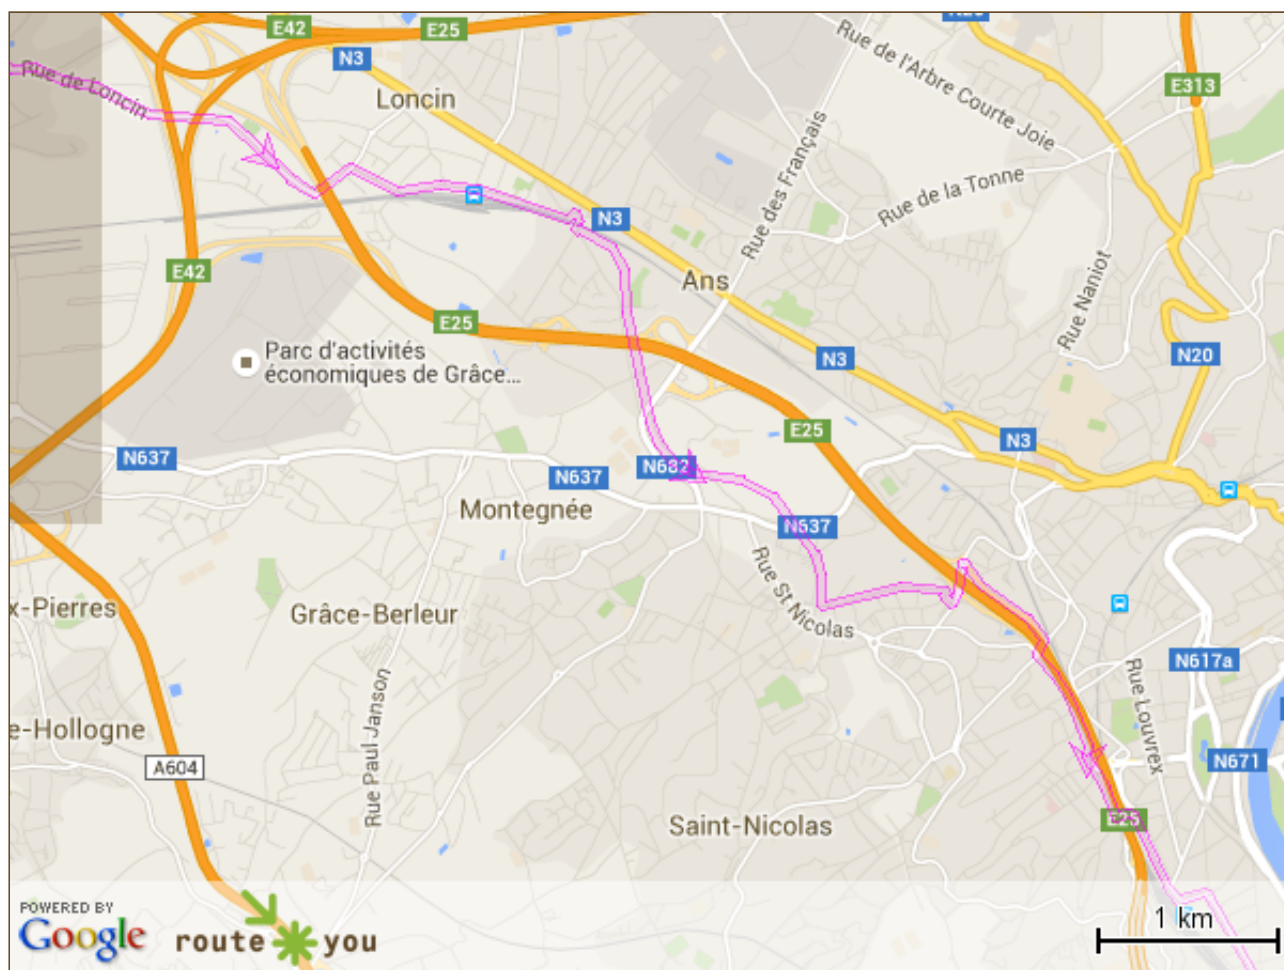 E42
E25
N20
Rue de l'Arbre Courte Joie
N3
Rue de Loncin
Loncin
E313
Rue des Français
Rue de la Tonne
N3
E42
Ans
Rue Naniot
E25
Parc d'activités
économiques de Grâce...
N3
N20
N637
E25
N3
N682
N637
Montegnée
N637
Rue St Nicolas
x-Pierres
Grâce-Berleur
Rue Louvrex
N617a
e-Hollogne
Rue Paul Janson
A604
N671
Saint-Nicolas
E25
POWERED BY
Google
route you
1 km